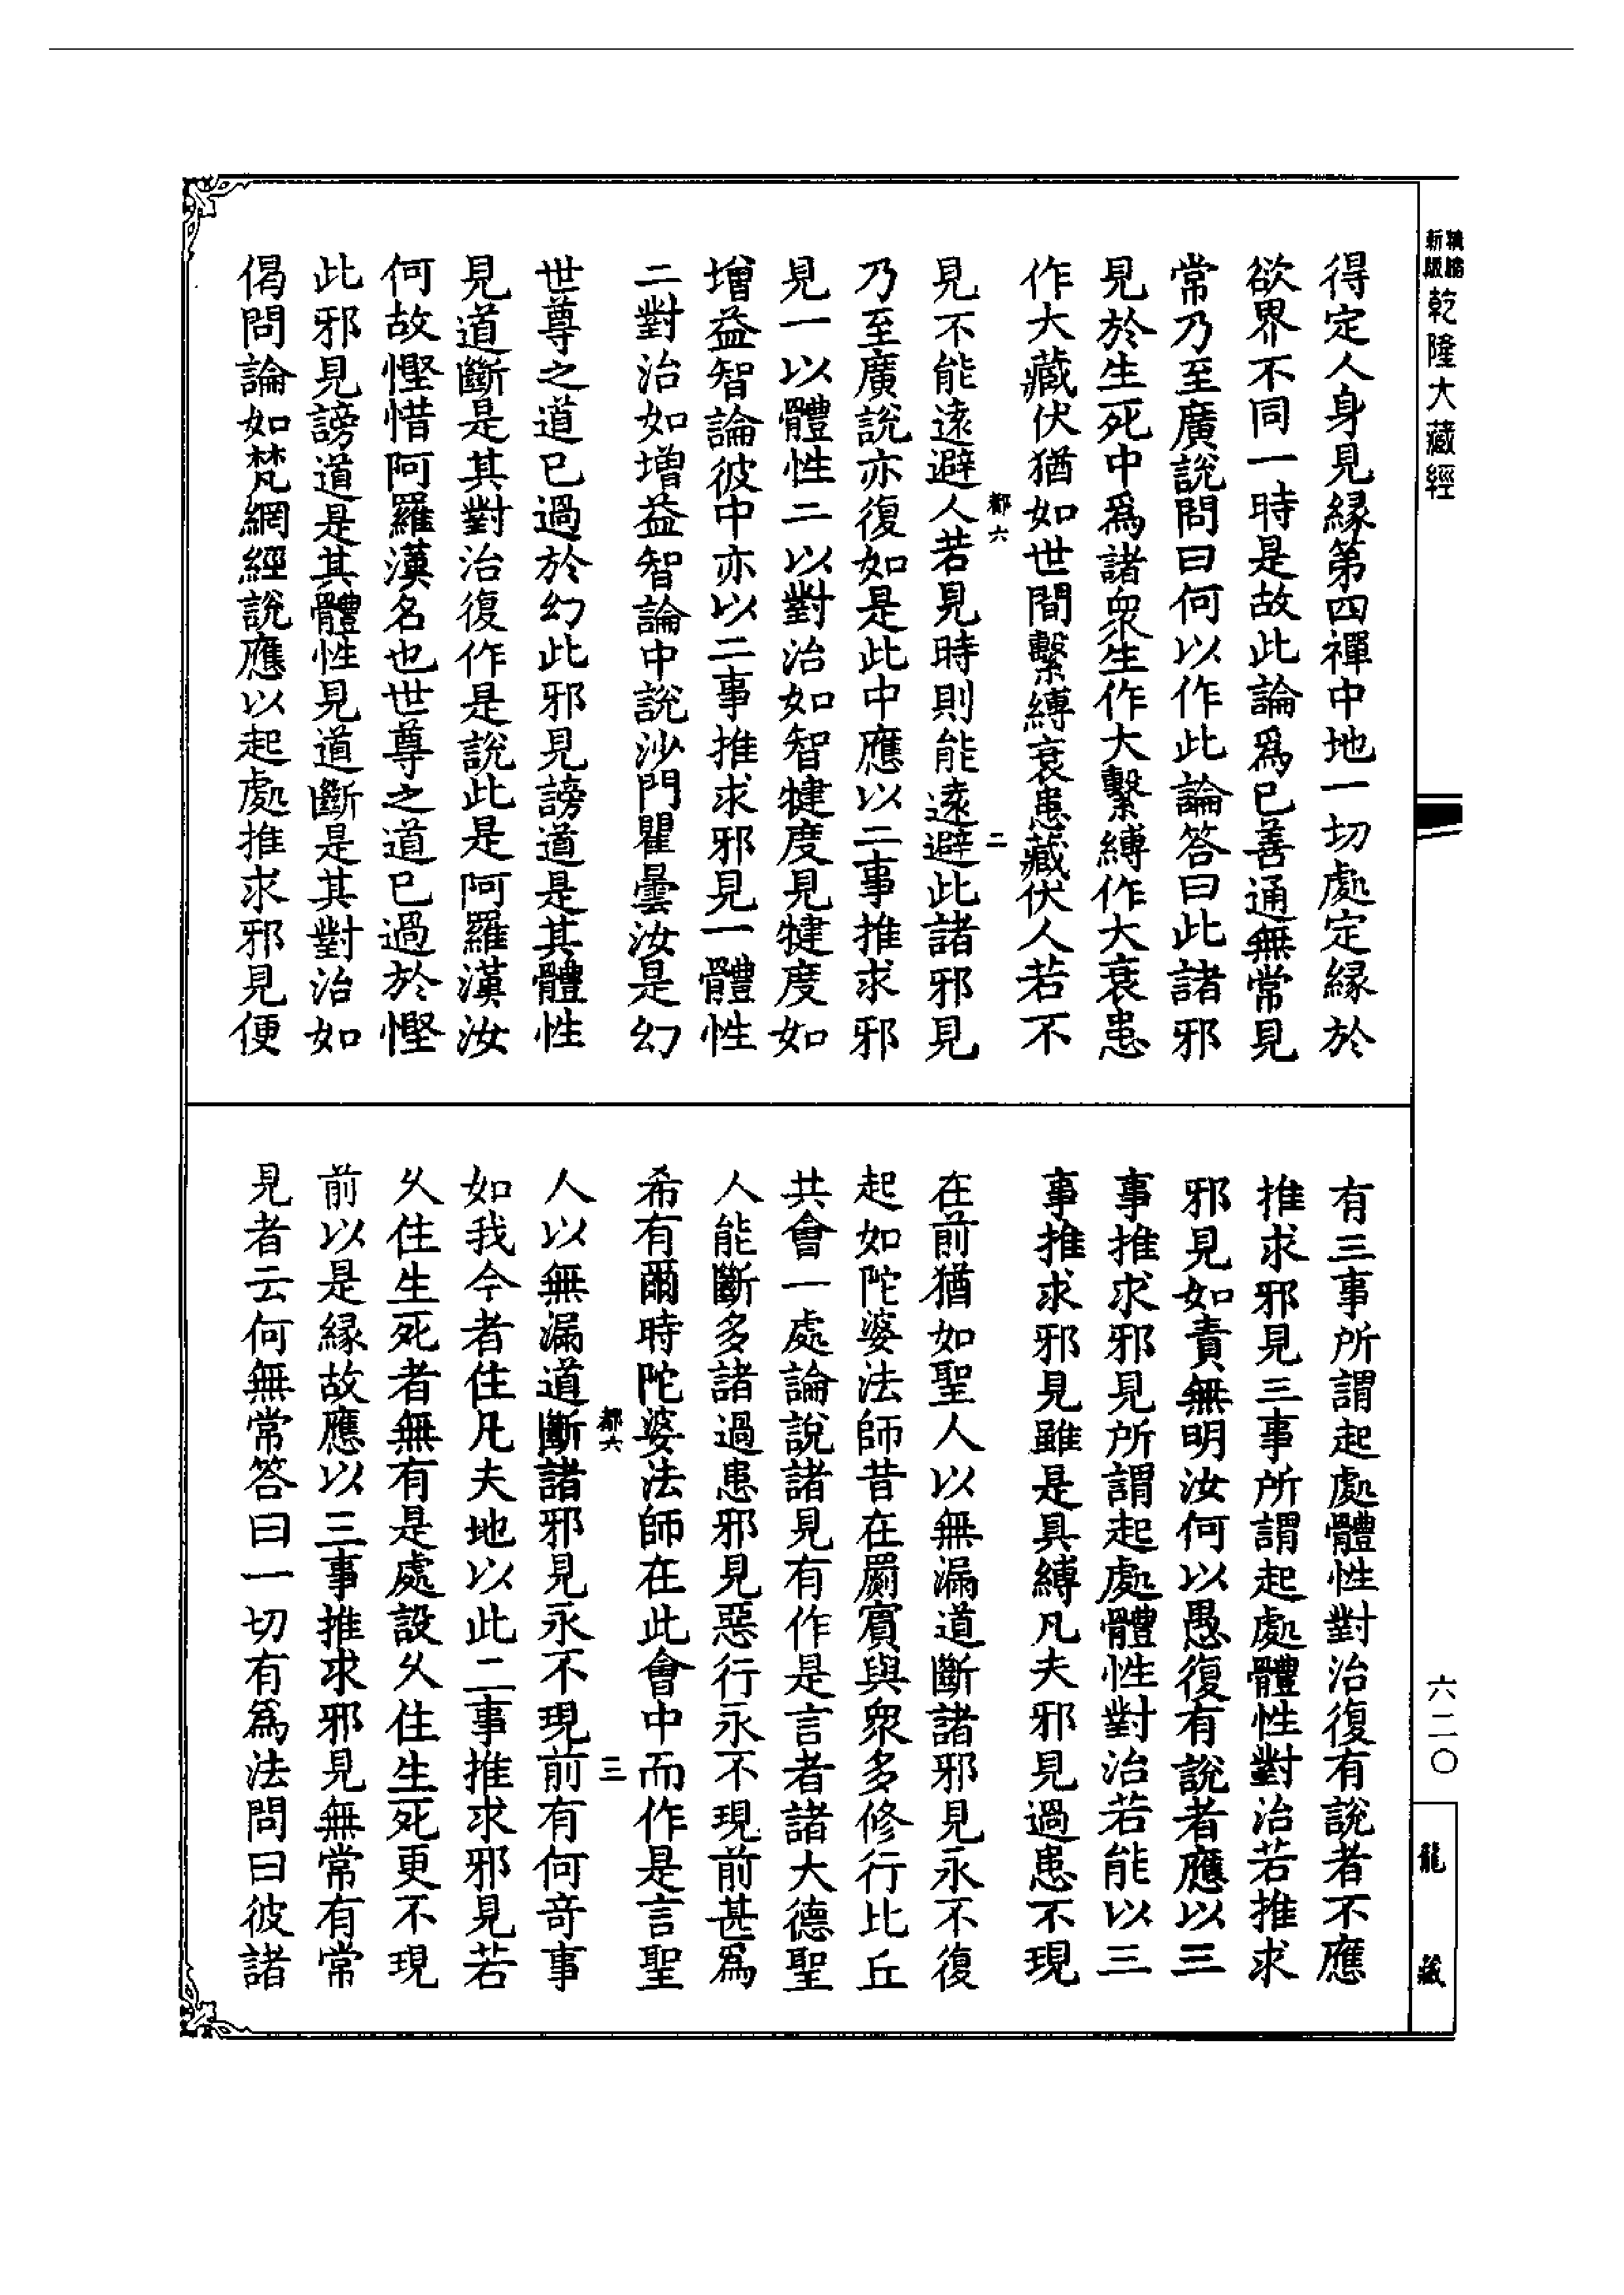 精縮
新版
乾隆大藏經
得定人身見緣第四禪中地一切處定緣於
欲界不同一時是故此論爲已善通無常見
常乃至廣說問曰何以作此論答曰此諸邪
見於生死中爲諸衆生作大繫縛作大衰患
作大藏伏猶如世間繫縛衰患藏伏人若不
都六
二
見不能遠避人若見時則能遠避此諸邪見
乃至廣說亦復如是此中應以二事推求邪
見一以體性二以對治如智犍度見犍度如
增益智論彼中亦以二事推求邪見一體性
二對治如增益智論中說沙門瞿曇汝是幻
世尊之道已過於幻此邪見謗道是其體性
見道斷是其對治復作是說此是阿羅漢汝
何故慳惜阿羅漢名也世尊之道已過於慳
此邪見謗道是其體性見道斷是其對治如
偈問論如梵網經說應以起處推求邪見便
有三事所謂起處體性對治復有說者不應
推求邪見三事所謂起處體性對治若推求
邪見如責無明汝何以愚復有說者應以三
事推求邪見所謂起處體性對治若能以三
事推求邪見雖是具縛凡夫邪見過患不現
在前猶如聖人以無漏道斷諸邪見永不復
起如陀婆法師昔在罽賓與衆多修行比丘
共會一處論說諸見有作是言者諸大德聖
人能斷多諸過患邪見惡行永不現前甚爲
希有爾時陀婆法師在此會中而作是言聖
都六
三
人以無漏道斷諸邪見永不現前有何奇事
如我今者住凡夫地以此二事推求邪見若
久住生死者無有是處設久住生死更不現
前以是緣故應以三事推求邪見無常有常
見者云何無常答曰一切有爲法問曰彼諸
六二〇
龍藏